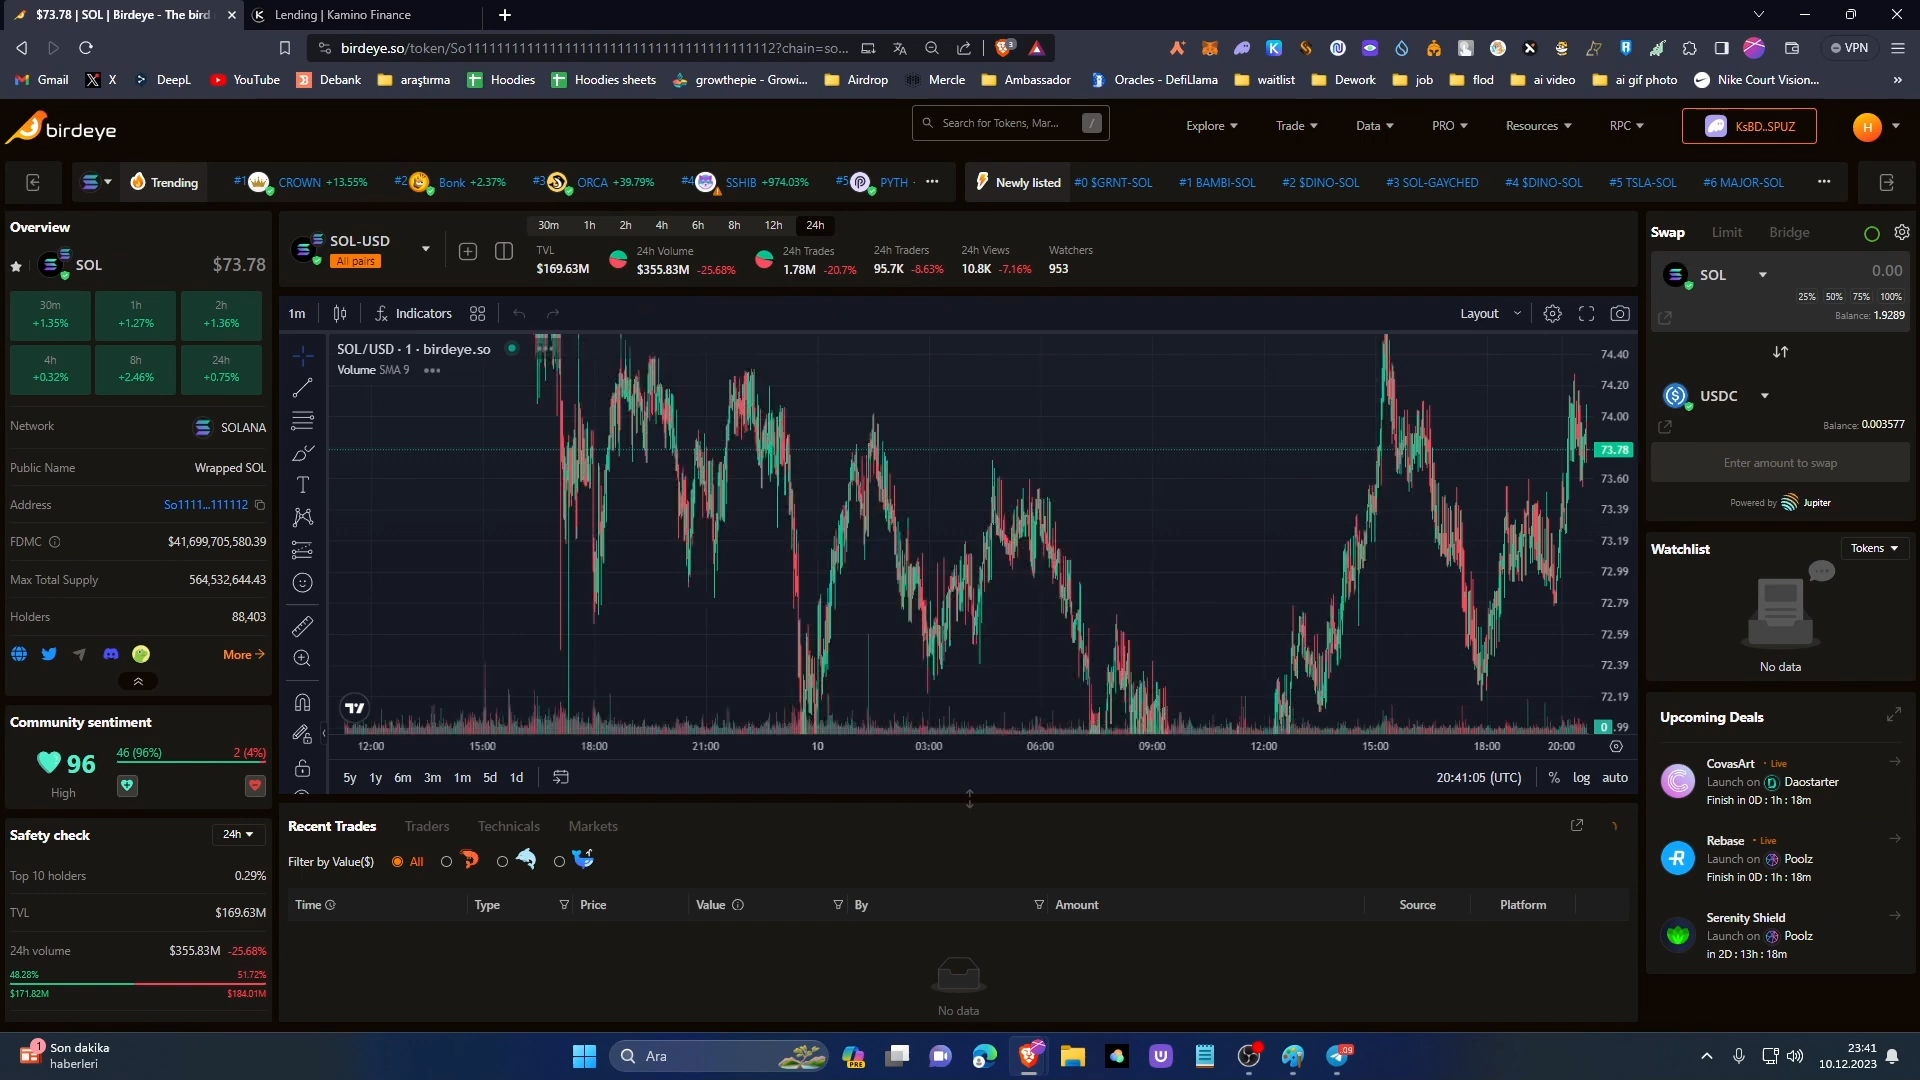 $73.78 | SOL | Birdeye - The bird
Lending | Kamino Finance
birdeye.so/token/So11111111111111111111111111111111111111112?chain=so...
VPN
Gmail
X
DeepL
YouTube
Debank
araştırma
Hoodies
Hoodies sheets
growthepie - Growi...
Airdrop
Mercle
Ambassador
Oracles - DefiLlama
waitlist
Dework
job
flod
ai video
ai gif photo
Nike Court Vision...
birdeye
Search for Tokens, Mar... /
Explore
Trade
Data
PRO
Resources
RPC
KsBD..SPUZ
H
Trending
#1 CROWN +13.55%
#2 Bonk +2.37%
#3 ORCA +39.79%
#4 SSHIB +974.03%
#5 PYTH
Newly listed
#0 $GRNT-SOL
#1 BAMBI-SOL
#2 $DINO-SOL
#3 SOL-GAYCHED
#4 $DINO-SOL
#5 TSLA-SOL
#6 MAJOR-SOL
Overview
SOL $73.78
30m +1.35%
1h +1.27%
2h +1.36%
4h +0.32%
8h +2.46%
24h +0.75%
Network SOLANA
Public Name Wrapped SOL
Address So1111...111112
FDMC $41,699,705,580.39
Max Total Supply 564,532,644.43
Holders 88,403
More
Community sentiment
96
High
46 (96%) 2 (4%)
Safety check 24h
Top 10 holders 0.29%
TVL $169.63M
24h volume $355.83M -25.68%
48.28% 51.72%
$171.82M $184.01M
SOL-USD
All pairs
30m 1h 2h 4h 6h 8h 12h 24h
TVL
$169.63M
24h Volume
$355.83M -25.68%
24h Trades
1.78M -20.7%
24h Traders
95.7K -8.63%
24h Views
10.8K -7.16%
Watchers
953
1m
Indicators
Layout
SOL/USD · 1 · birdeye.so
Volume SMA 9
74.40
74.20
74.00
73.78
73.60
73.39
73.19
72.99
72.79
72.59
72.39
72.19
0 .99
12:00 15:00 18:00 21:00 10 03:00 06:00 09:00 12:00 15:00 18:00 20:00
5y 1y 6m 3m 1m 5d 1d
20:41:05 (UTC) % log auto
Recent Trades
Traders
Technicals
Markets
Filter by Value($) All
Time Type Price Value By Amount Source Platform
No data
Swap Limit Bridge
SOL 0.00
25% 50% 75% 100%
Balance: 1.9289
USDC
Balance: 0.003577
Enter amount to swap
Powered by Jupiter
Watchlist Tokens
No data
Upcoming Deals
CovasArt • Live
Launch on Daostarter
Finish in 0D : 1h : 18m
Rebase • Live
Launch on Poolz
Finish in 0D : 1h : 18m
Serenity Shield
Launch on Poolz
in 2D : 13h : 18m
1
Son dakika
haberleri
Ara
PRE
23:41
10.12.2023